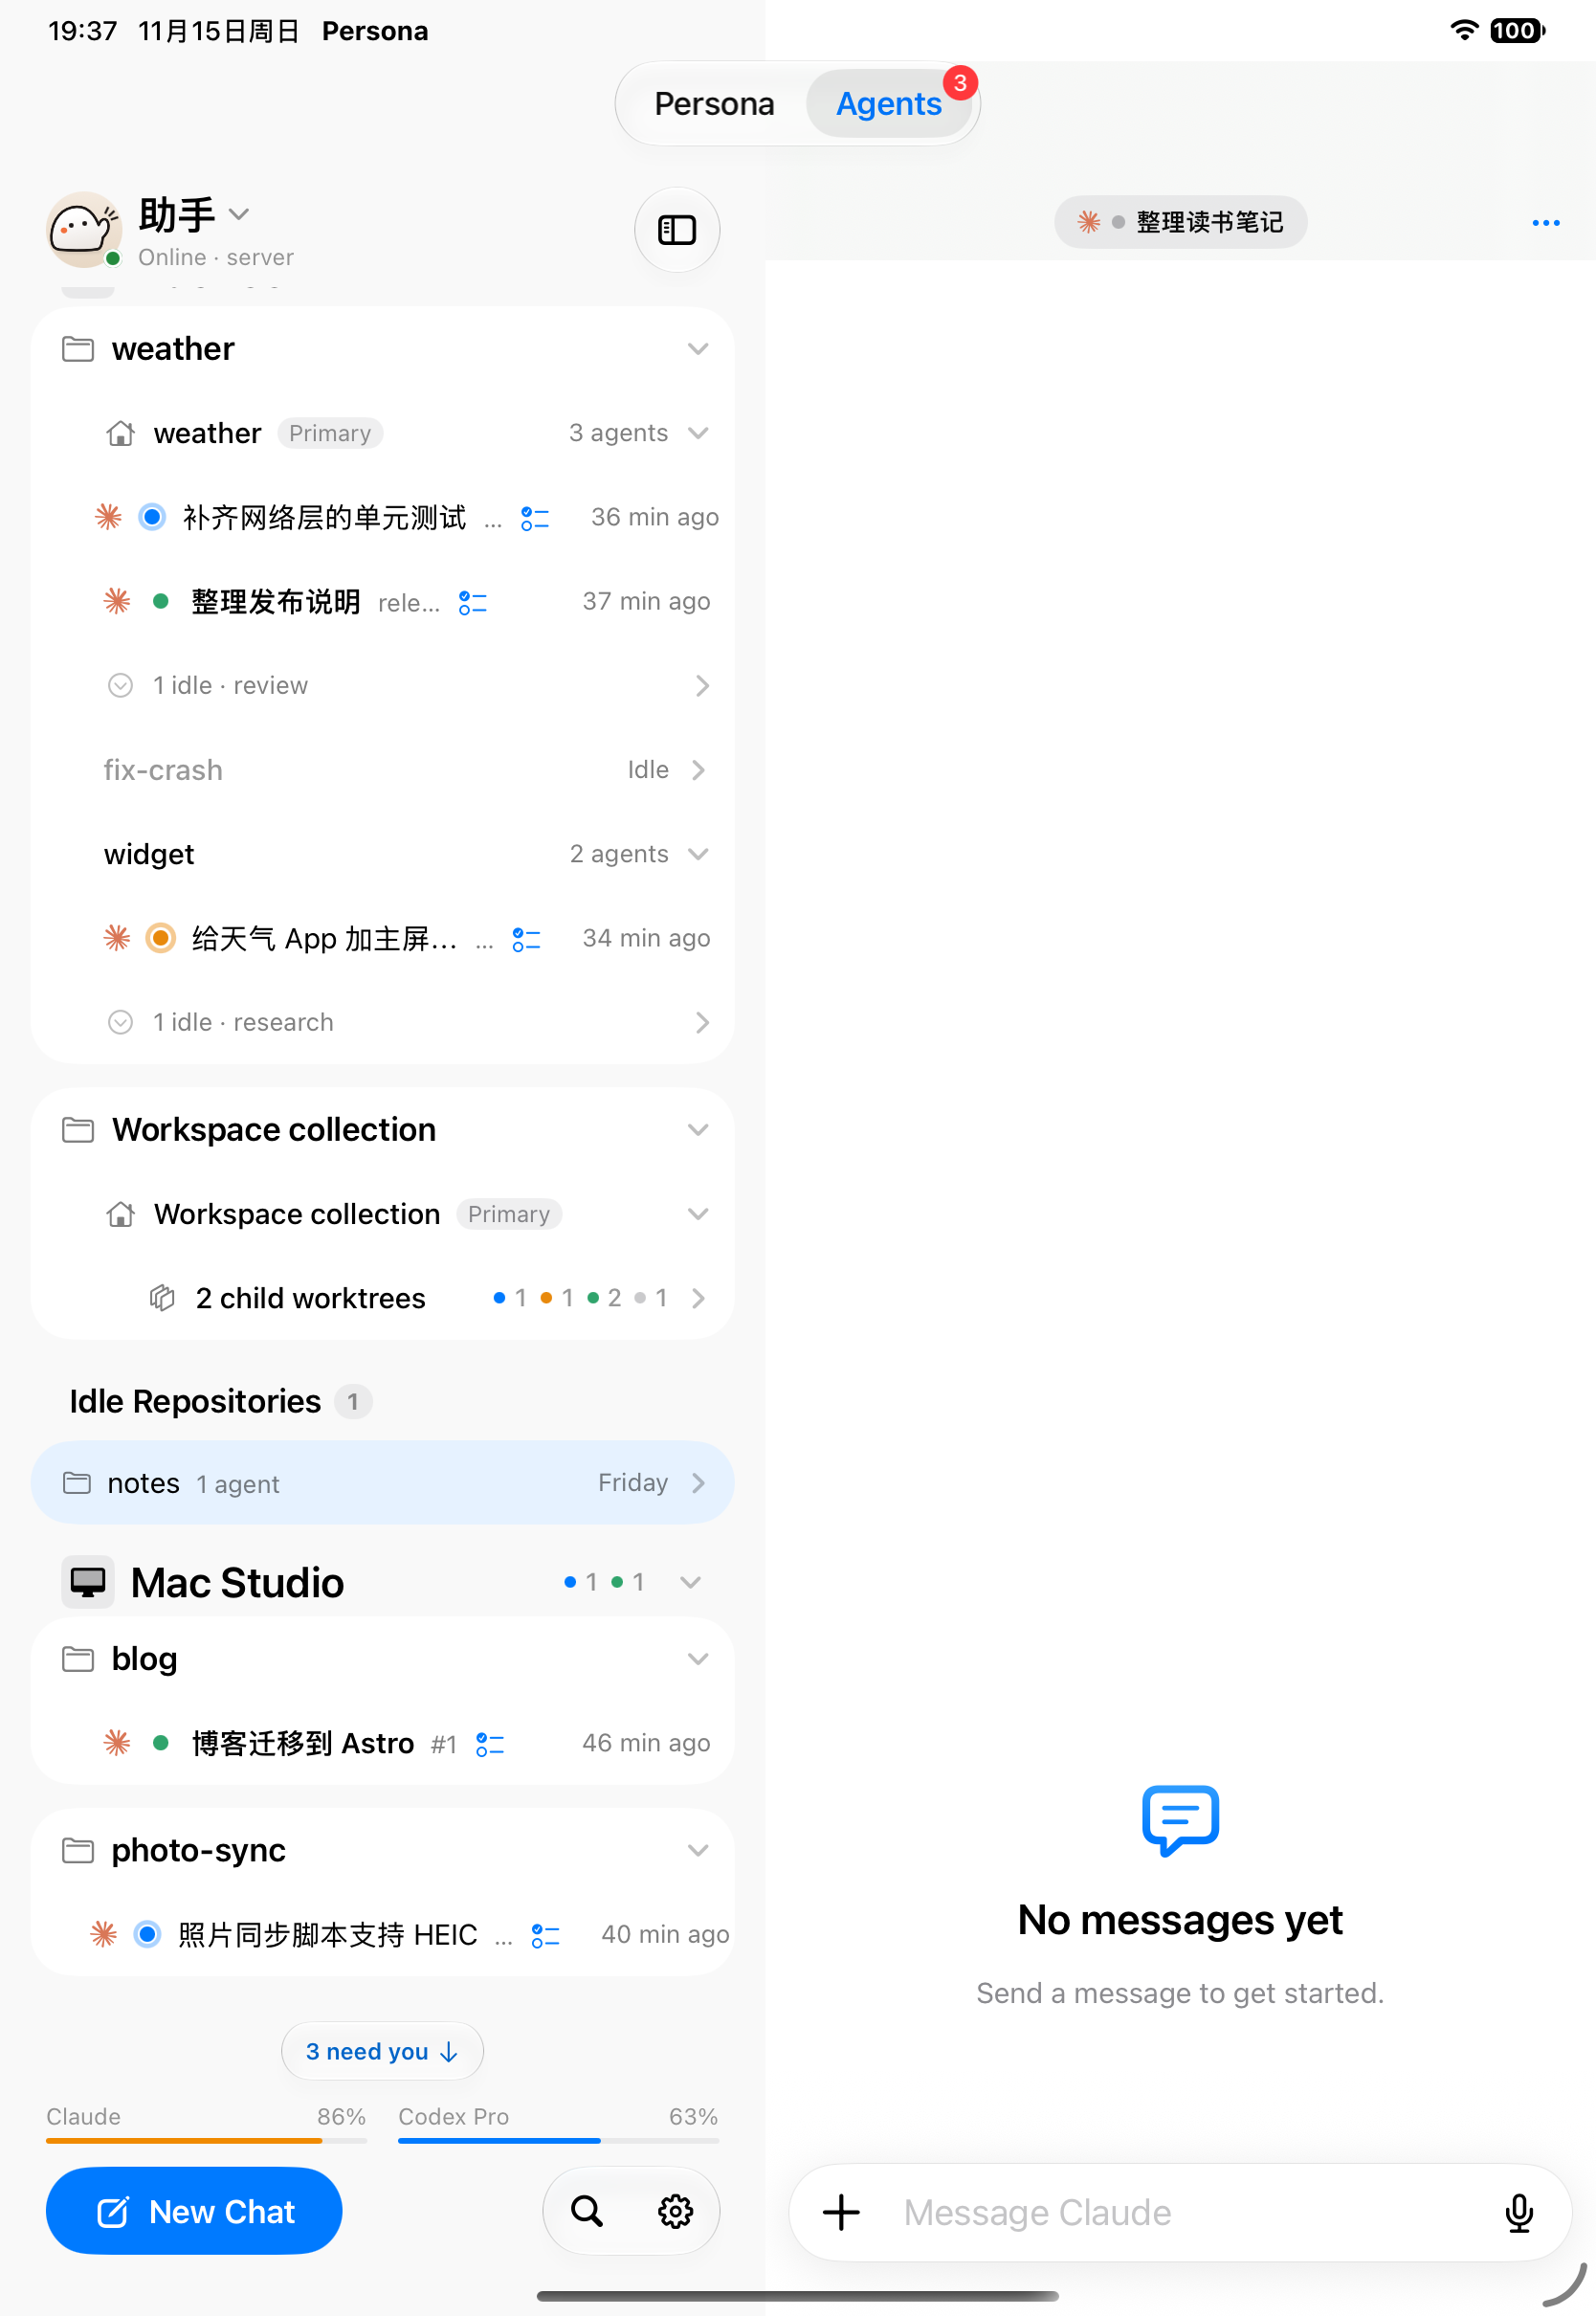 19:37 11月15日周日 Persona
100
Persona
Agents
3
助手
Online · server
整理读书笔记
weather
weather Primary 3 agents
补齐网络层的单元测试 ... 36 min ago
整理发布说明 rele... 37 min ago
1 idle · review
fix-crash Idle
widget 2 agents
给天气 App 加主屏... ... 34 min ago
1 idle · research
Workspace collection
Workspace collection Primary
2 child worktrees 1 1 2 1
Idle Repositories 1
notes 1 agent Friday
Mac Studio 1 1
blog
博客迁移到 Astro #1 46 min ago
photo-sync
照片同步脚本支持 HEIC ... 40 min ago
No messages yet
Send a message to get started.
3 need you
Claude 86%
Codex Pro 63%
New Chat
Message Claude